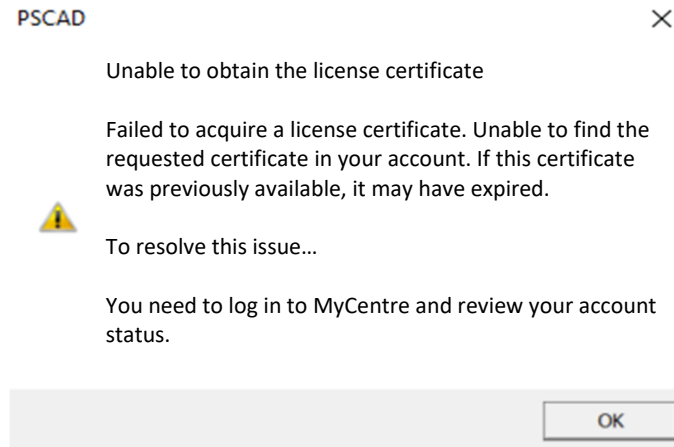 PSCAD
Unable to obtain the license certificate
Failed to acquire a license certificate. Unable to find the
requested certificate in your account. If this certificate
was previously available, it may have expired.
To resolve this issue…
You need to log in to MyCentre and review your account
status.
OK